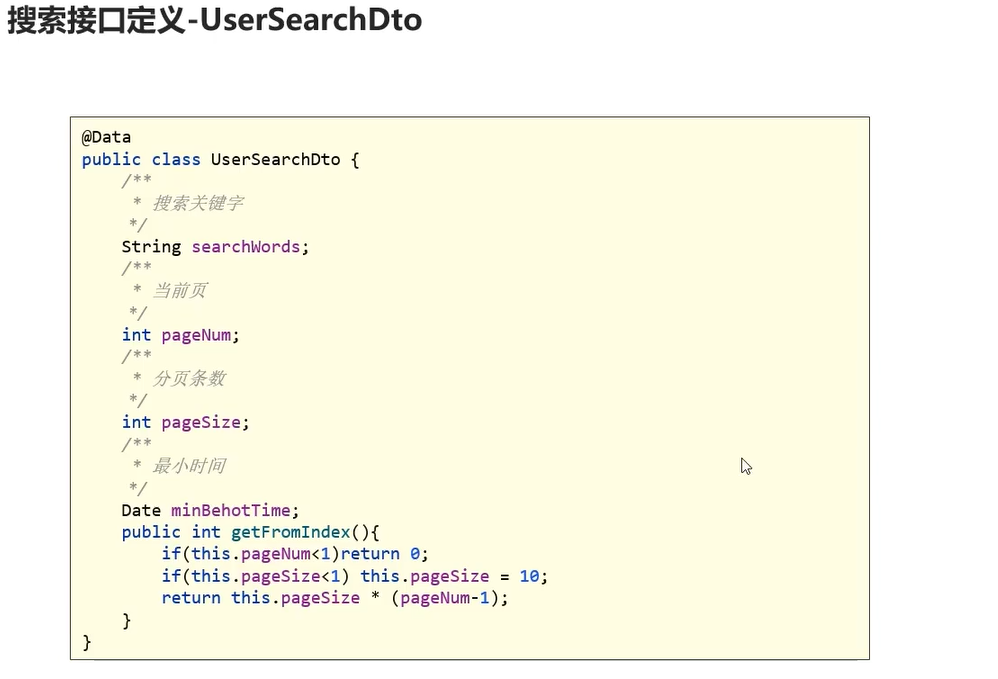 搜索接口定义-UserSearchDto
@Data
public class UserSearchDto {
    /**
     * 搜索关键字
     */
    String searchWords;
    /**
     * 当前页
     */
    int pageNum;
    /**
     * 分页条数
     */
    int pageSize;
    /**
     * 最小时间
     */
    Date minBehotTime;
    public int getFromIndex(){
        if(this.pageNum<1)return 0;
        if(this.pageSize<1) this.pageSize = 10;
        return this.pageSize * (pageNum-1);
    }
}